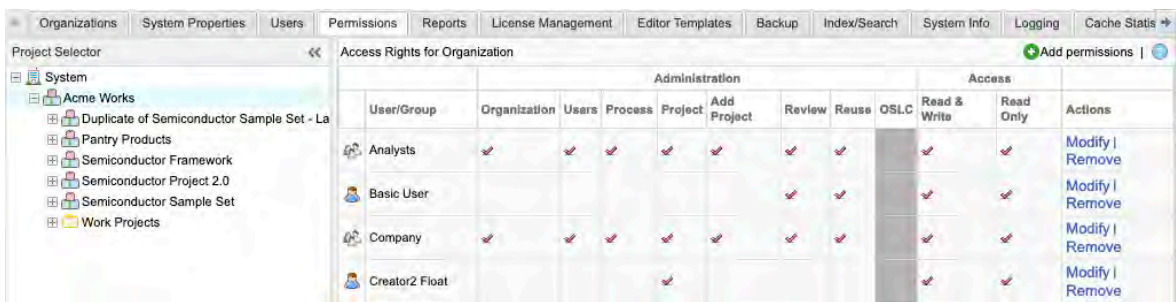 Organizations System Properties Users Permissions Reports License Management Editor Templates Backup Index/Search System Info Logging Cache Statis
Project Selector
Access Rights for Organization
Add permissions |
System
Acme Works
Duplicate of Semiconductor Sample Set - La
Pantry Products
Semiconductor Framework
Semiconductor Project 2.0
Semiconductor Sample Set
Work Projects
Administration Access
User/Group Organization Users Process Project Add Project Review Reuse OSLC Read & Write Read Only Actions
Analysts Modify |
Remove
Basic User Modify |
Remove
Company Modify |
Remove
Creator2 Float Modify |
Remove